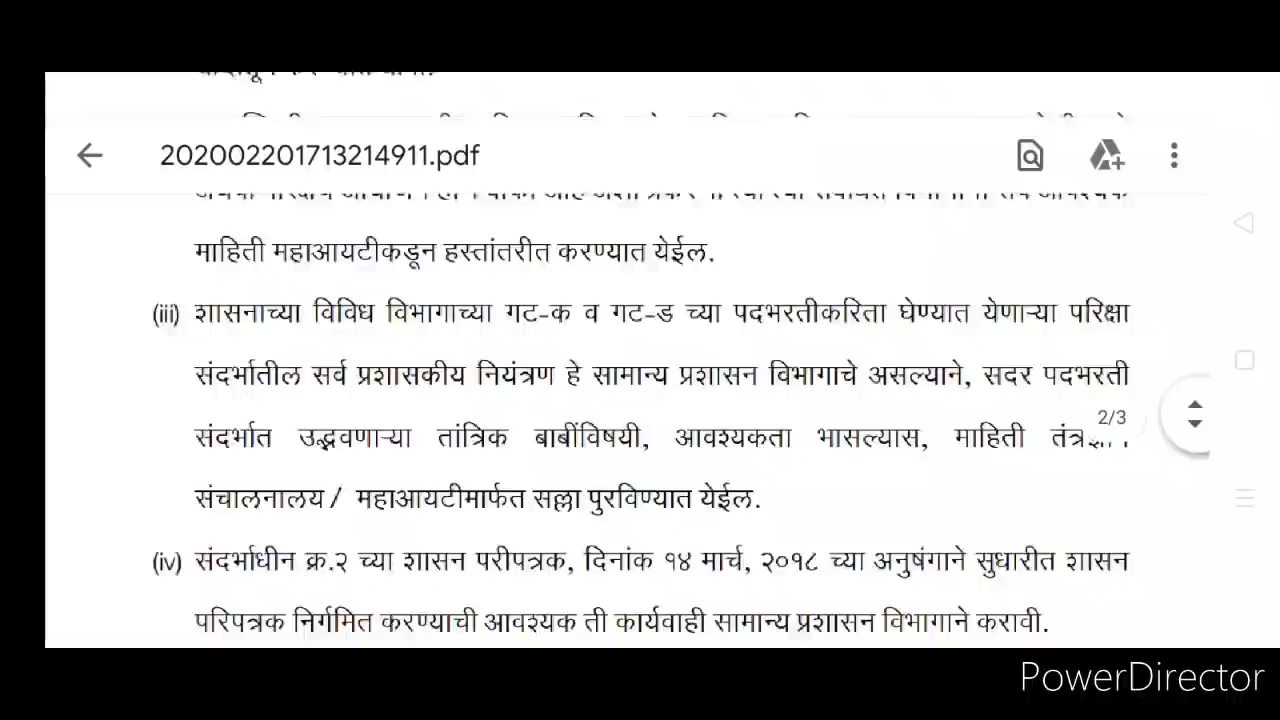 202002201713214911.pdf
माहिती महाआयटीकडून हस्तांतरीत करण्यात येईल.
(iii) शासनाच्या विविध विभागाच्या गट-क व गट-ड च्या पदभरतीकरिता घेण्यात येणाऱ्या परिक्षा
संदर्भातील सर्व प्रशासकीय नियंत्रण हे सामान्य प्रशासन विभागाचे असल्याने, सदर पदभरती
2/3
संदर्भात उद्भवणाऱ्या तांत्रिक बाबींविषयी, आवश्यकता भासल्यास, माहिती
संचालनालय / महाआयटीमार्फत सल्ला पुरविण्यात येईल.
(iv) संदर्भाधीन क्र.२ च्या शासन परीपत्रक, दिनांक १४ मार्च, २०१८ च्या अनुषंगाने सुधारीत शासन
परिपत्रक निर्गमित करण्याची आवश्यक ती कार्यवाही सामान्य प्रशासन विभागाने करावी.
PowerDirector